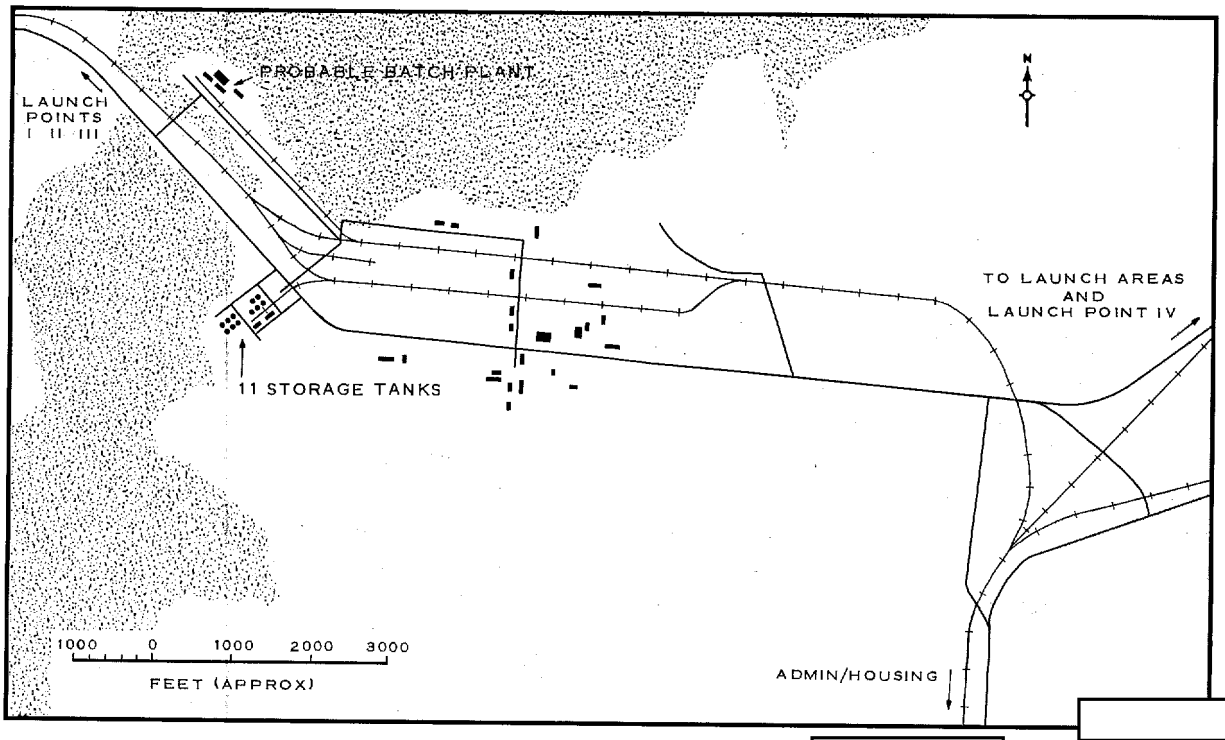 N
PROBABLE BATCH PLANT
LAUNCH
POINTS
I II III
TO LAUNCH AREAS
AND
LAUNCH POINT IV
11 STORAGE TANKS
1000 0 1000 2000 3000
FEET (APPROX)
ADMIN/HOUSING